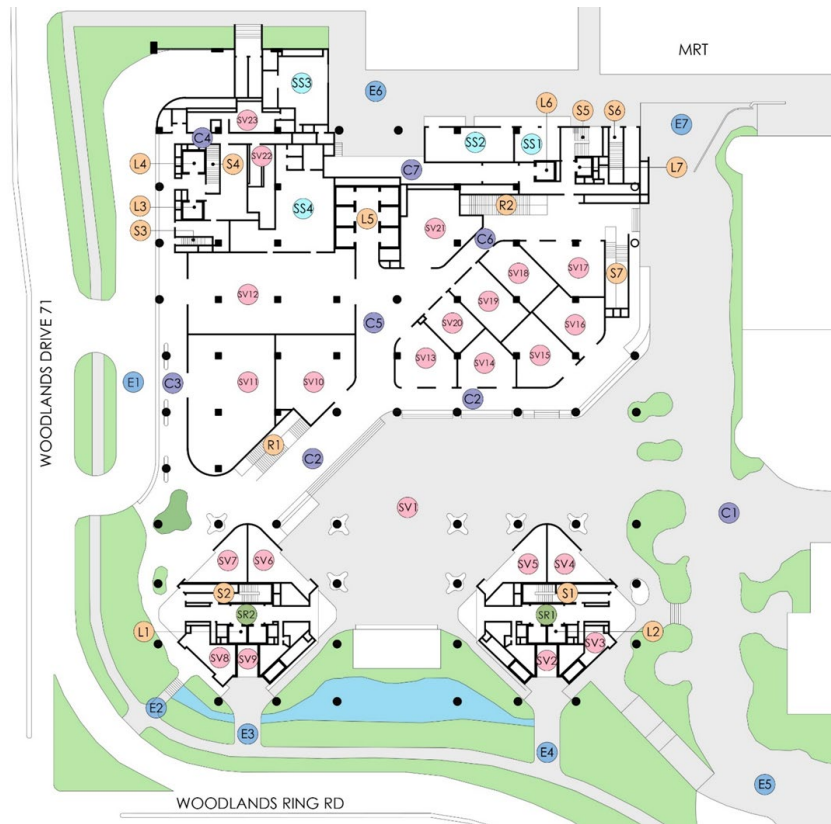 MRT
SS3
E6
L6
S5
S6
SV23
E7
C4
SS2
SS1
L4
S4
SV22
C7
L7
L3
SS4
L5
SV21
R2
S3
C6
SV17
S7
SV18
SV12
SV19
SV20
SV16
C5
WOODLANDS DRIVE 71
E1
C3
SV11
SV10
SV13
SV14
SV15
C2
R1
C2
SV1
C1
SV7
SV6
SV5
SV4
S2
S1
SR2
SR1
L1
L2
SV3
SV8
SV9
SV2
E2
E3
E4
E5
WOODLANDS RING RD